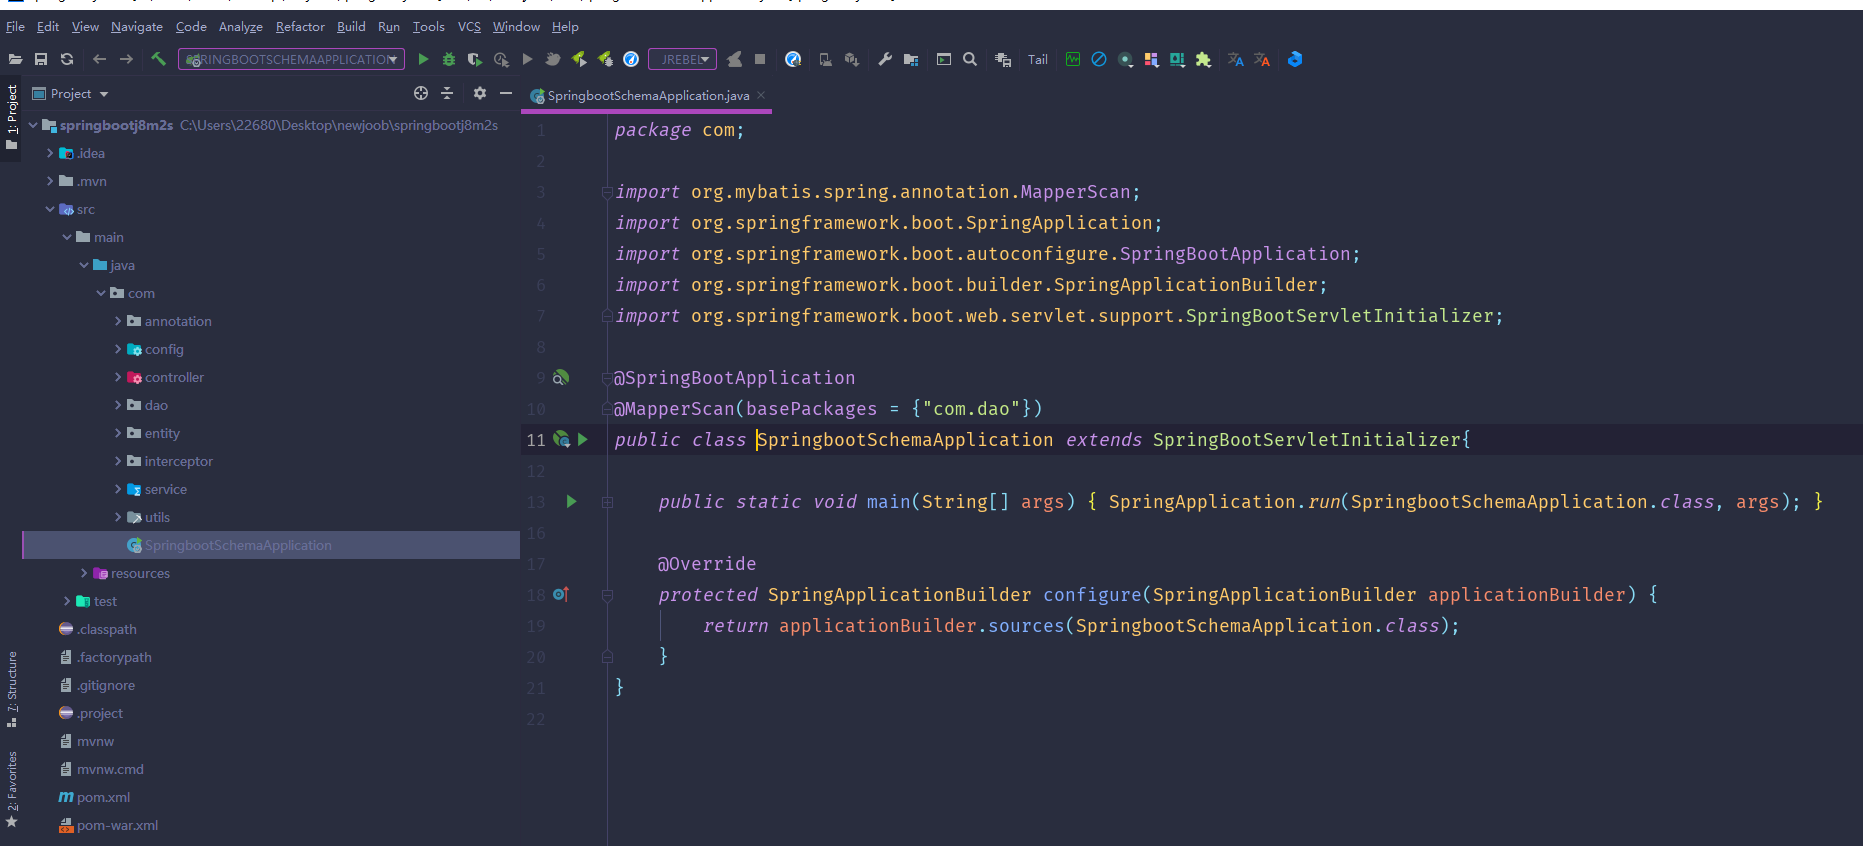 File Edit View Navigate Code Analyze Refactor Build Run Tools VCS Window Help
SPRINGBOOTSCHEMAAPPLICATION JREBEL Tail
1: Project
Project
SpringbootSchemaApplication.java
springbootj8m2s C:\Users\22680\Desktop\newjoob\springbootj8m2s
.idea
.mvn
src
main
java
com
annotation
config
controller
dao
entity
interceptor
service
utils
SpringbootSchemaApplication
resources
test
.classpath
.factorypath
.gitignore
.project
mvnw
mvnw.cmd
pom.xml
pom-war.xml
7: Structure
2: Favorites
1 package com;
2
3 import org.mybatis.spring.annotation.MapperScan;
4 import org.springframework.boot.SpringApplication;
5 import org.springframework.boot.autoconfigure.SpringBootApplication;
6 import org.springframework.boot.builder.SpringApplicationBuilder;
7 import org.springframework.boot.web.servlet.support.SpringBootServletInitializer;
8
9 @SpringBootApplication
10 @MapperScan(basePackages = {"com.dao"})
11 public class SpringbootSchemaApplication extends SpringBootServletInitializer{
12
13 public static void main(String[] args) { SpringApplication.run(SpringbootSchemaApplication.class, args); }
16
17 @Override
18 protected SpringApplicationBuilder configure(SpringApplicationBuilder applicationBuilder) {
19 return applicationBuilder.sources(SpringbootSchemaApplication.class);
20 }
21 }
22